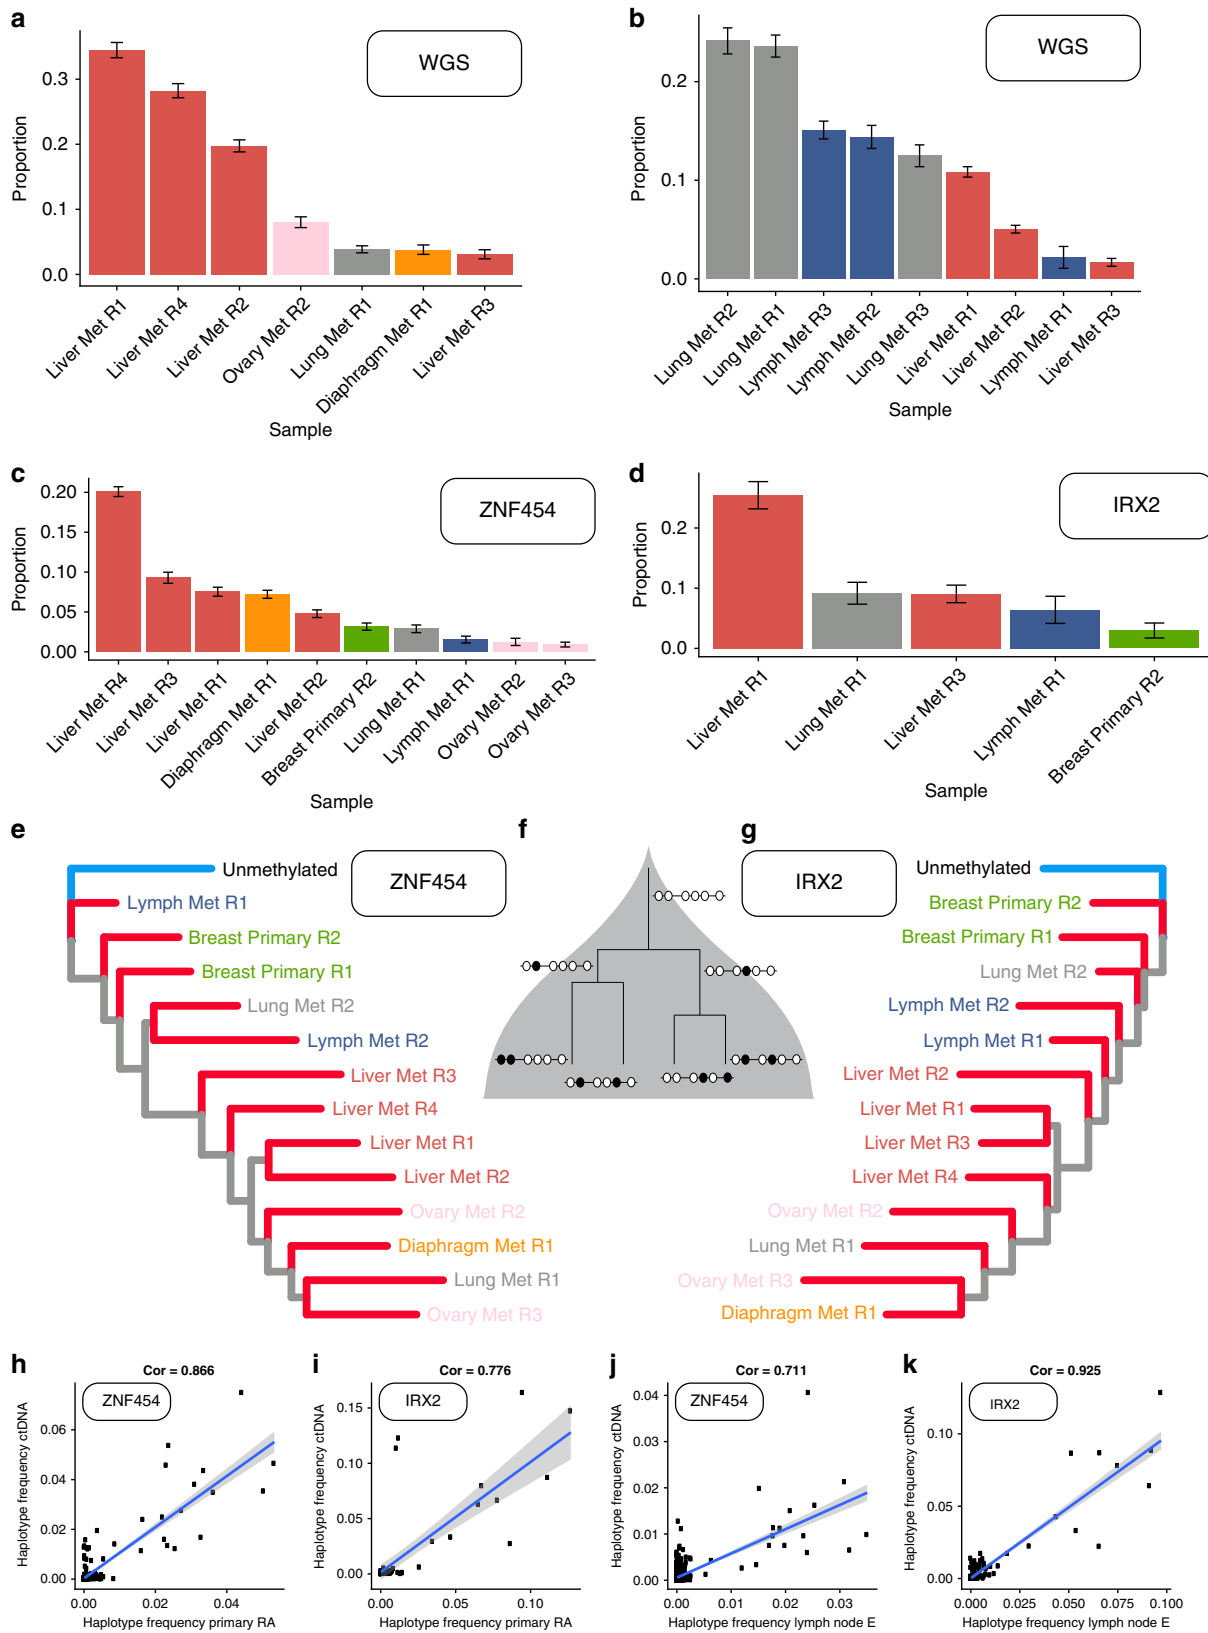 a
WGS
0.3
0.2
0.1
0.0
Proportion
Liver Met R1
Liver Met R4
Liver Met R2
Ovary Met R2
Lung Met R1
Diaphragm Met R1
Liver Met R3
Sample
b
WGS
0.2
0.1
0.0
Proportion
Lung Met R2
Lung Met R1
Lymph Met R3
Lymph Met R2
Lung Met R3
Liver Met R1
Liver Met R2
Lymph Met R1
Liver Met R3
Sample
c
ZNF454
0.20
0.15
0.10
0.05
0.00
Proportion
Liver Met R4
Liver Met R3
Liver Met R1
Diaphragm Met R1
Liver Met R2
Breast Primary R2
Lung Met R1
Lymph Met R1
Ovary Met R2
Ovary Met R3
Sample
d
IRX2
0.2
0.1
0.0
Proportion
Liver Met R1
Lung Met R1
Liver Met R3
Lymph Met R1
Breast Primary R2
Sample
e
ZNF454
Unmethylated
Lymph Met R1
Breast Primary R2
Breast Primary R1
Lung Met R2
Lymph Met R2
Liver Met R3
Liver Met R4
Liver Met R1
Liver Met R2
Ovary Met R2
Diaphragm Met R1
Lung Met R1
Ovary Met R3
f
g
IRX2
Unmethylated
Breast Primary R2
Breast Primary R1
Lung Met R2
Lymph Met R2
Lymph Met R1
Liver Met R2
Liver Met R1
Liver Met R3
Liver Met R4
Ovary Met R2
Lung Met R1
Ovary Met R3
Diaphragm Met R1
h
Cor = 0.866
ZNF454
Haplotype frequency ctDNA
0.06
0.04
0.02
0.00
0.00
0.02
0.04
Haplotype frequency primary RA
i
Cor = 0.776
IRX2
Haplotype frequency ctDNA
0.15
0.10
0.05
0.00
0.00
0.05
0.10
Haplotype frequency primary RA
j
Cor = 0.711
ZNF454
Haplotype frequency ctDNA
0.04
0.03
0.02
0.01
0.00
0.00
0.01
0.02
0.03
Haplotype frequency lymph node E
k
Cor = 0.925
IRX2
Haplotype frequency ctDNA
0.10
0.05
0.00
0.000
0.025
0.050
0.075
0.100
Haplotype frequency lymph node E